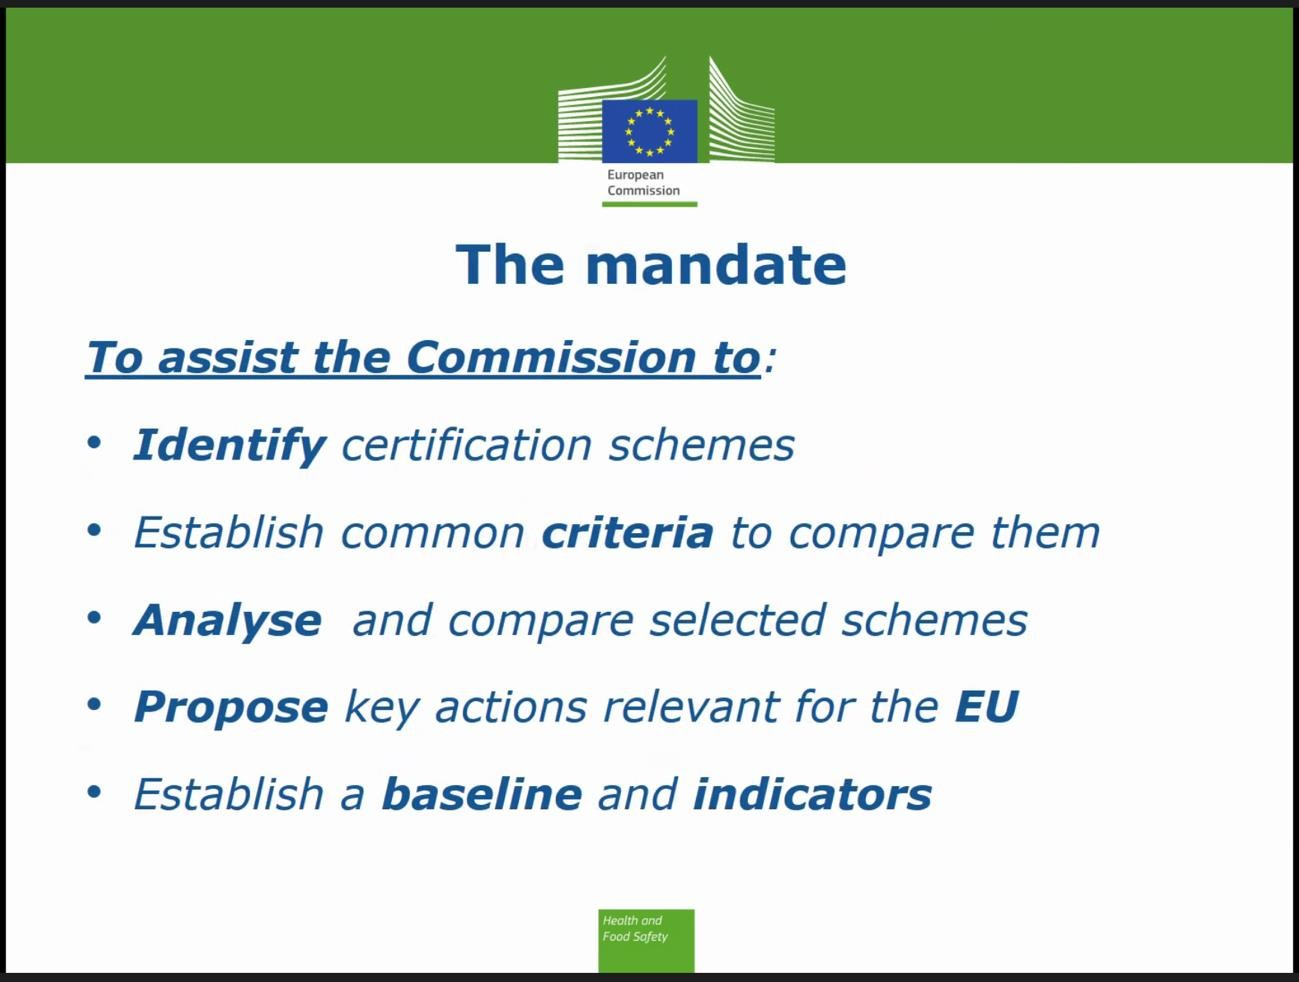 European
Commission
The mandate
To assist the Commission to:
• Identify certification schemes
• Establish common criteria to compare them
• Analyse  and compare selected schemes
• Propose key actions relevant for the EU
• Establish a baseline and indicators
Health and
Food Safety